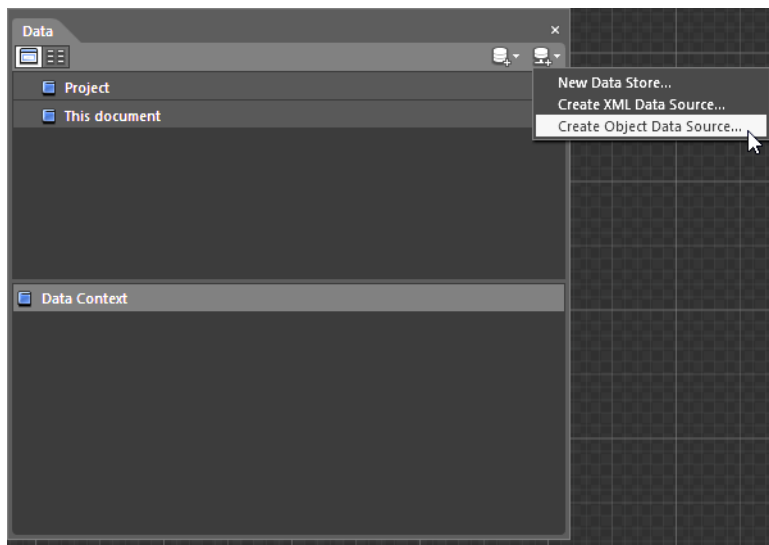 Data
Project
This document
New Data Store...
Create XML Data Source...
Create Object Data Source...
Data Context